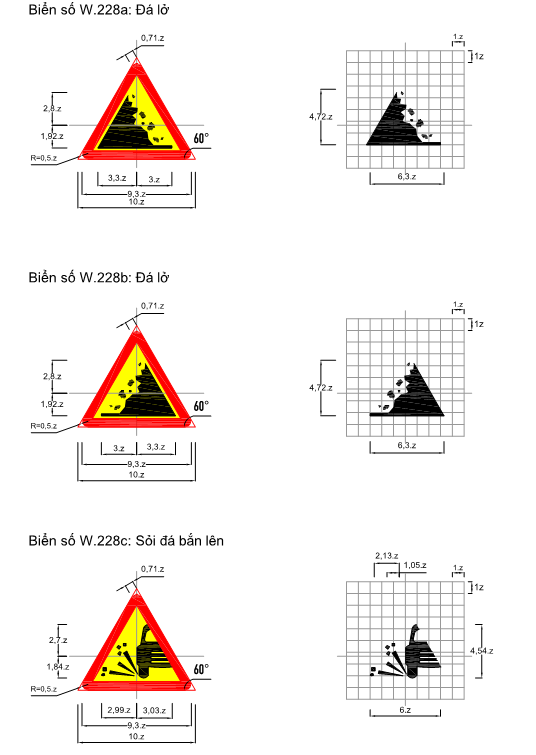 Biển số W.228a: Đá lở
0,71.z
1.z
1z
2,8.z
1,92.z
4,72.z
60°
R=0,5.z
3,3.z
3.z
6,3.z
9,3.z
10.z
Biển số W.228b: Đá lở
0,71.z
1.z
1z
2,8.z
1,92.z
4,72.z
60°
R=0,5.z
3.z
3,3.z
6,3.z
9,3.z
10.z
Biển số W.228c: Sỏi đá bắn lên
2,13.z
1,05.z
0,71.z
1.z
1z
2,7.z
1,84.z
4,54.z
60°
R=0,5.z
2,99.z
3,03.z
6.z
9,3.z
10.z